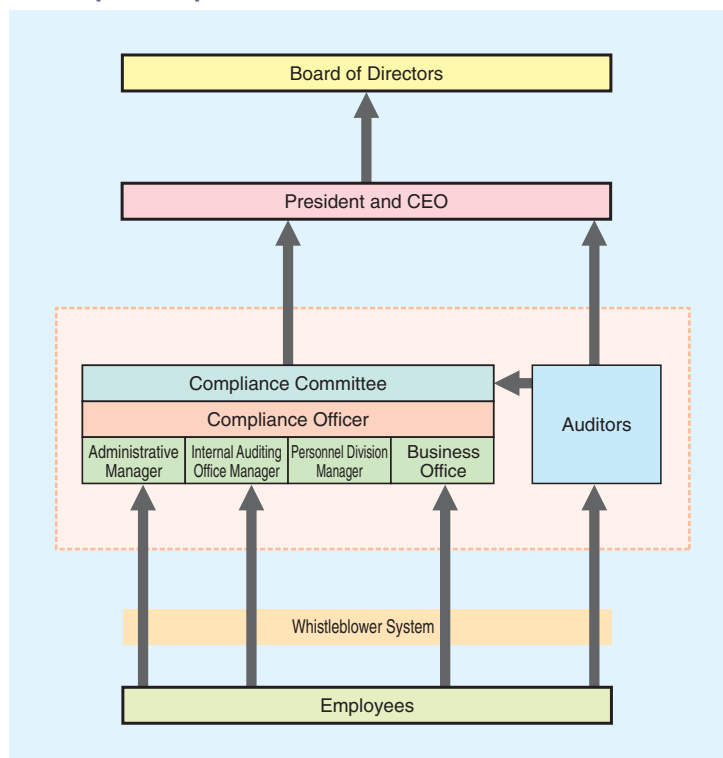 Board of Directors
President and CEO
Compliance Committee
Compliance Officer
Administrative
Manager
Internal Auditing
Office Manager
Personnel Division
Manager
Business
Office
Auditors
Whistleblower System
Employees